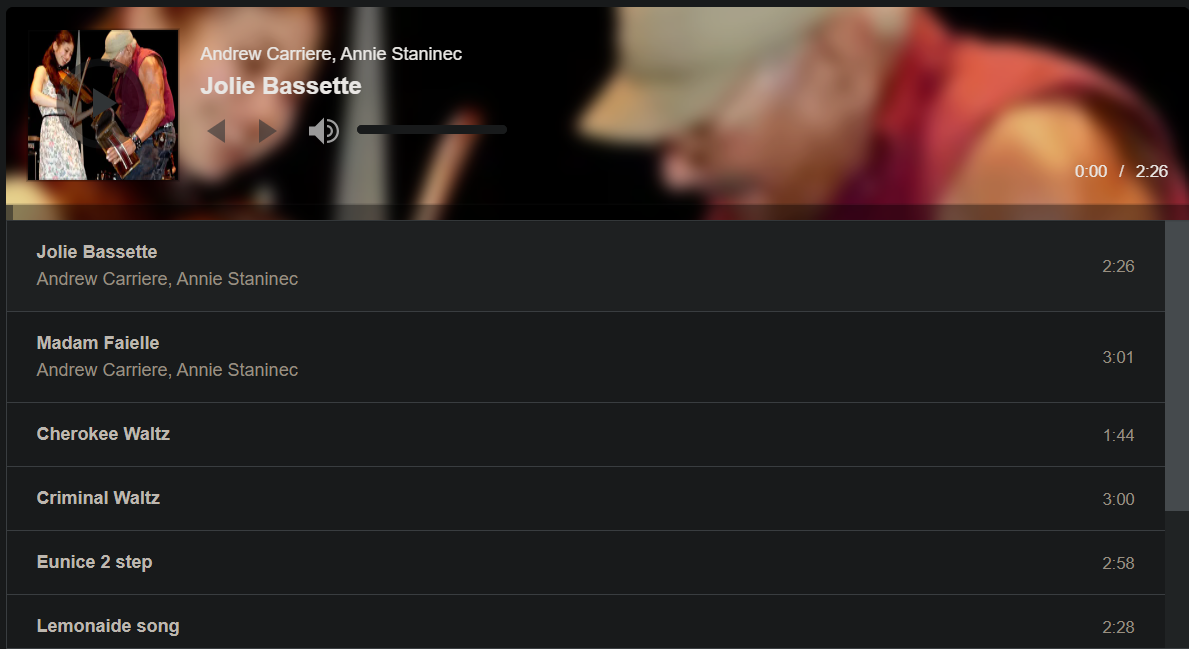 Andrew Carriere, Annie Staninec
Jolie Bassette
0:00 / 2:26
Jolie Bassette
Andrew Carriere, Annie Staninec
2:26
Madam Faielle
Andrew Carriere, Annie Staninec
3:01
Cherokee Waltz
1:44
Criminal Waltz
3:00
Eunice 2 step
2:58
Lemonaide song
2:28